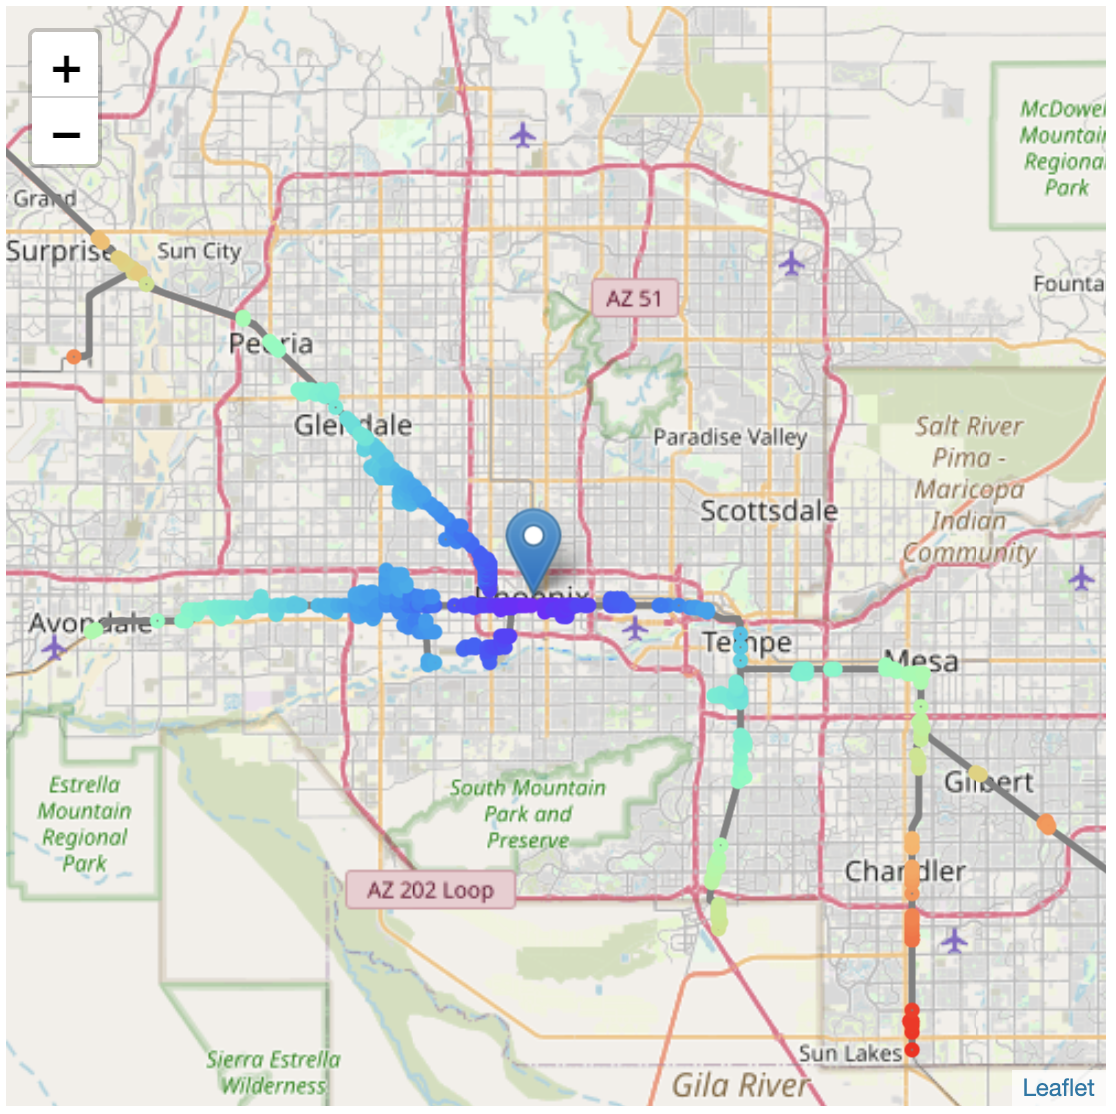 +
−
McDowel
Mountain
Regional
Park
Grand
Surprise
Sun City
Founta
AZ 51
Peoria
Glendale
Paradise Valley
Salt River
Pima -
Maricopa
Indian
Community
Scottsdale
Phoenix
Avondale
Tempe
Mesa
Estrella
Mountain
Regional
Park
South Mountain
Park and
Preserve
Gilbert
Chandler
AZ 202 Loop
Sierra Estrella
Wilderness
Sun Lakes
Gila River
Leaflet